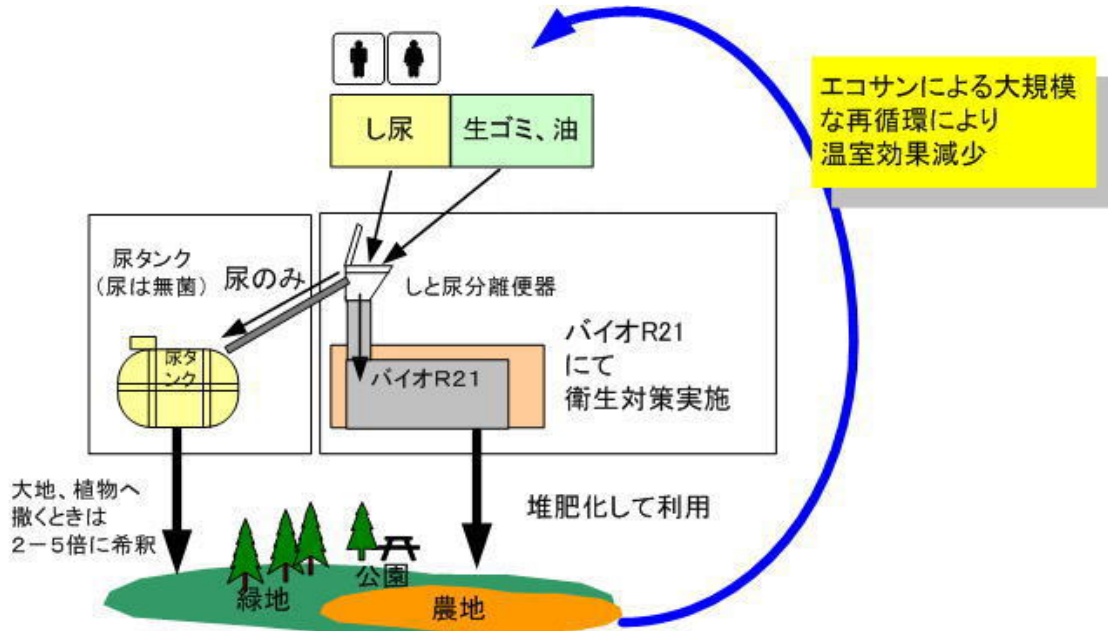 し尿
生ゴミ、油
エコサンによる大規模
な再循環により
温室効果減少
尿タンク
(尿は無菌)
尿のみ
しと尿分離便器
尿タ
ンク
バイオR21
バイオR21
にて
衛生対策実施
大地、植物へ
撒くときは
2－5倍に希釈
堆肥化して利用
公園
緑地
農地